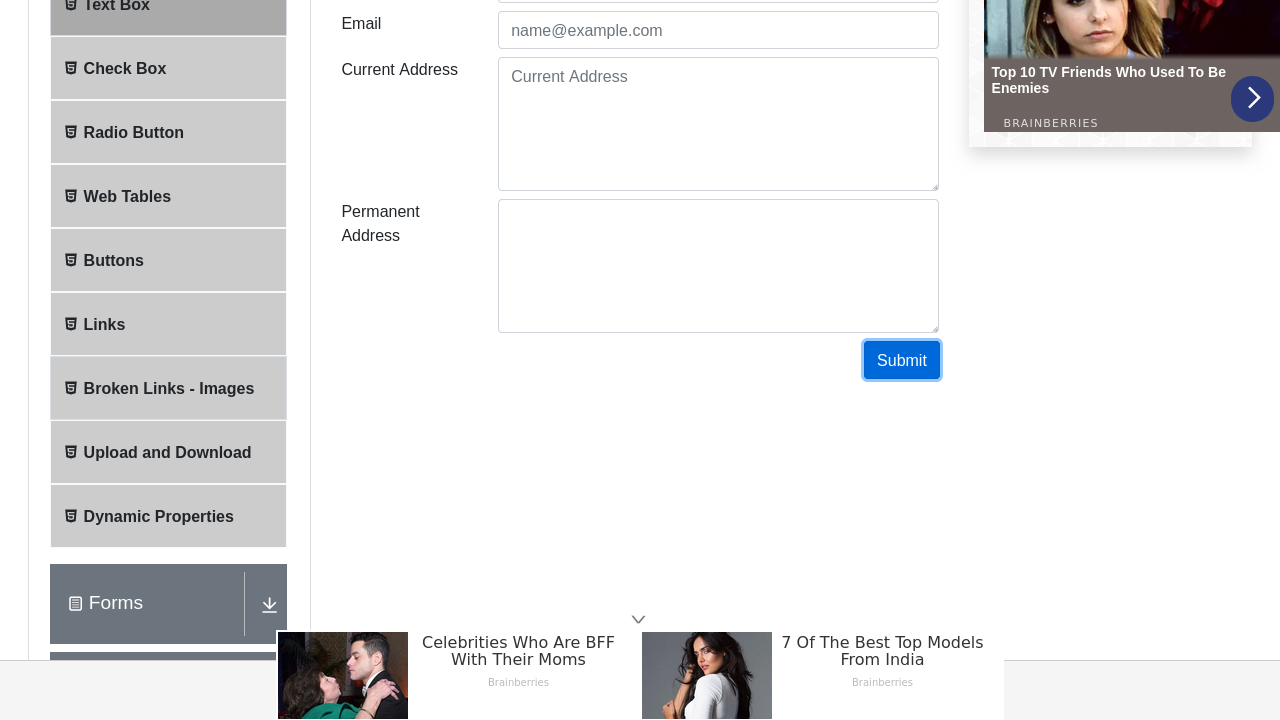 Text Box
Check Box
Radio Button
Web Tables
Buttons
Links
Broken Links - Images
Upload and Download
Dynamic Properties
Forms
Email
name@example.com
Current Address
Current Address
Permanent
Address
Submit
Top 10 TV Friends Who Used To Be
Enemies
BRAINBERRIES
Celebrities Who Are BFF
With Their Moms
Brainberries
7 Of The Best Top Models
From India
Brainberries